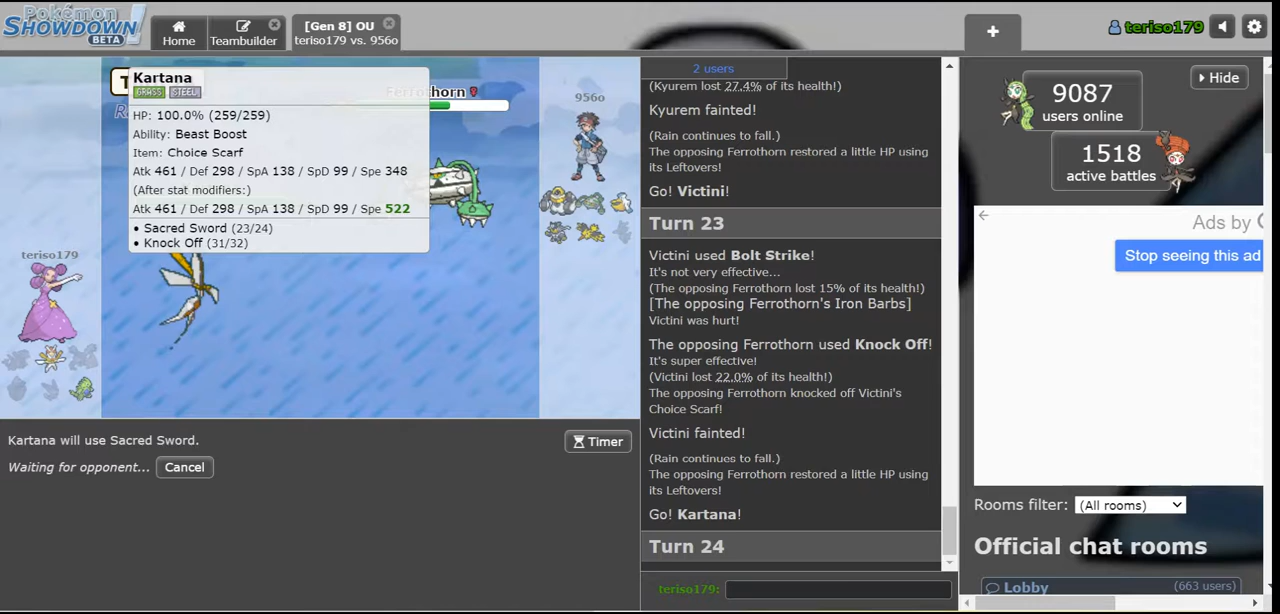 Pokémon
SHOWDOWN!
BETA
Home
Teambuilder
[Gen 8] OU
teriso179 vs. 956o
+
teriso179
Kartana
GRASS STEEL
HP: 100.0% (259/259)
Ability: Beast Boost
Item: Choice Scarf
Atk 461 / Def 298 / SpA 138 / SpD 99 / Spe 348
(After stat modifiers:)
Atk 461 / Def 298 / SpA 138 / SpD 99 / Spe 522
• Sacred Sword (23/24)
• Knock Off (31/32)
956o
teriso179
Kartana will use Sacred Sword.
Waiting for opponent... Cancel
Timer
2 users
(Kyurem lost 27.4% of its health!)
Kyurem fainted!
(Rain continues to fall.)
The opposing Ferrothorn restored a little HP using
its Leftovers!
Go! Victini!
Turn 23
Victini used Bolt Strike!
It's not very effective...
(The opposing Ferrothorn lost 15% of its health!)
[The opposing Ferrothorn's Iron Barbs]
Victini was hurt!
The opposing Ferrothorn used Knock Off!
It's super effective!
(Victini lost 22.0% of its health!)
The opposing Ferrothorn knocked off Victini's
Choice Scarf!
Victini fainted!
(Rain continues to fall.)
The opposing Ferrothorn restored a little HP using
its Leftovers!
Go! Kartana!
Turn 24
teriso179:
Hide
9087
users online
1518
active battles
Ads by
Stop seeing this ad
Rooms filter: (All rooms)
Official chat rooms
Lobby (663 users)